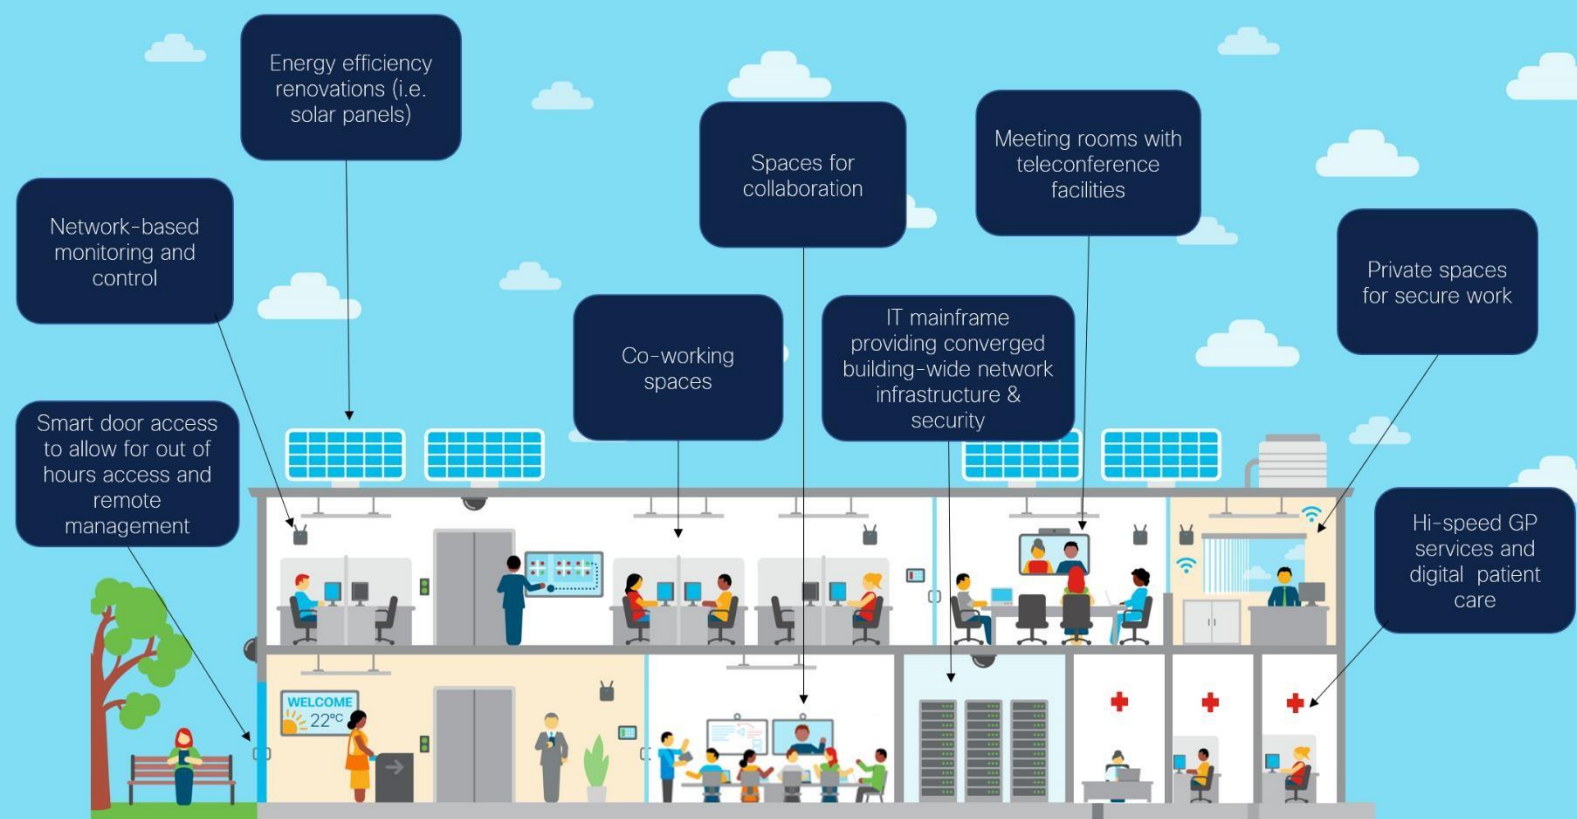 Energy efficiency
renovations (i.e.
solar panels)
Network-based
monitoring and
control
Smart door access
to allow for out of
hours access and
remote
management
Co-working
spaces
Spaces for
collaboration
IT mainframe
providing converged
building-wide network
infrastructure &
security
Meeting rooms with
teleconference
facilities
Private spaces
for secure work
Hi-speed GP
services and
digital patient
care
WELCOME
22°C